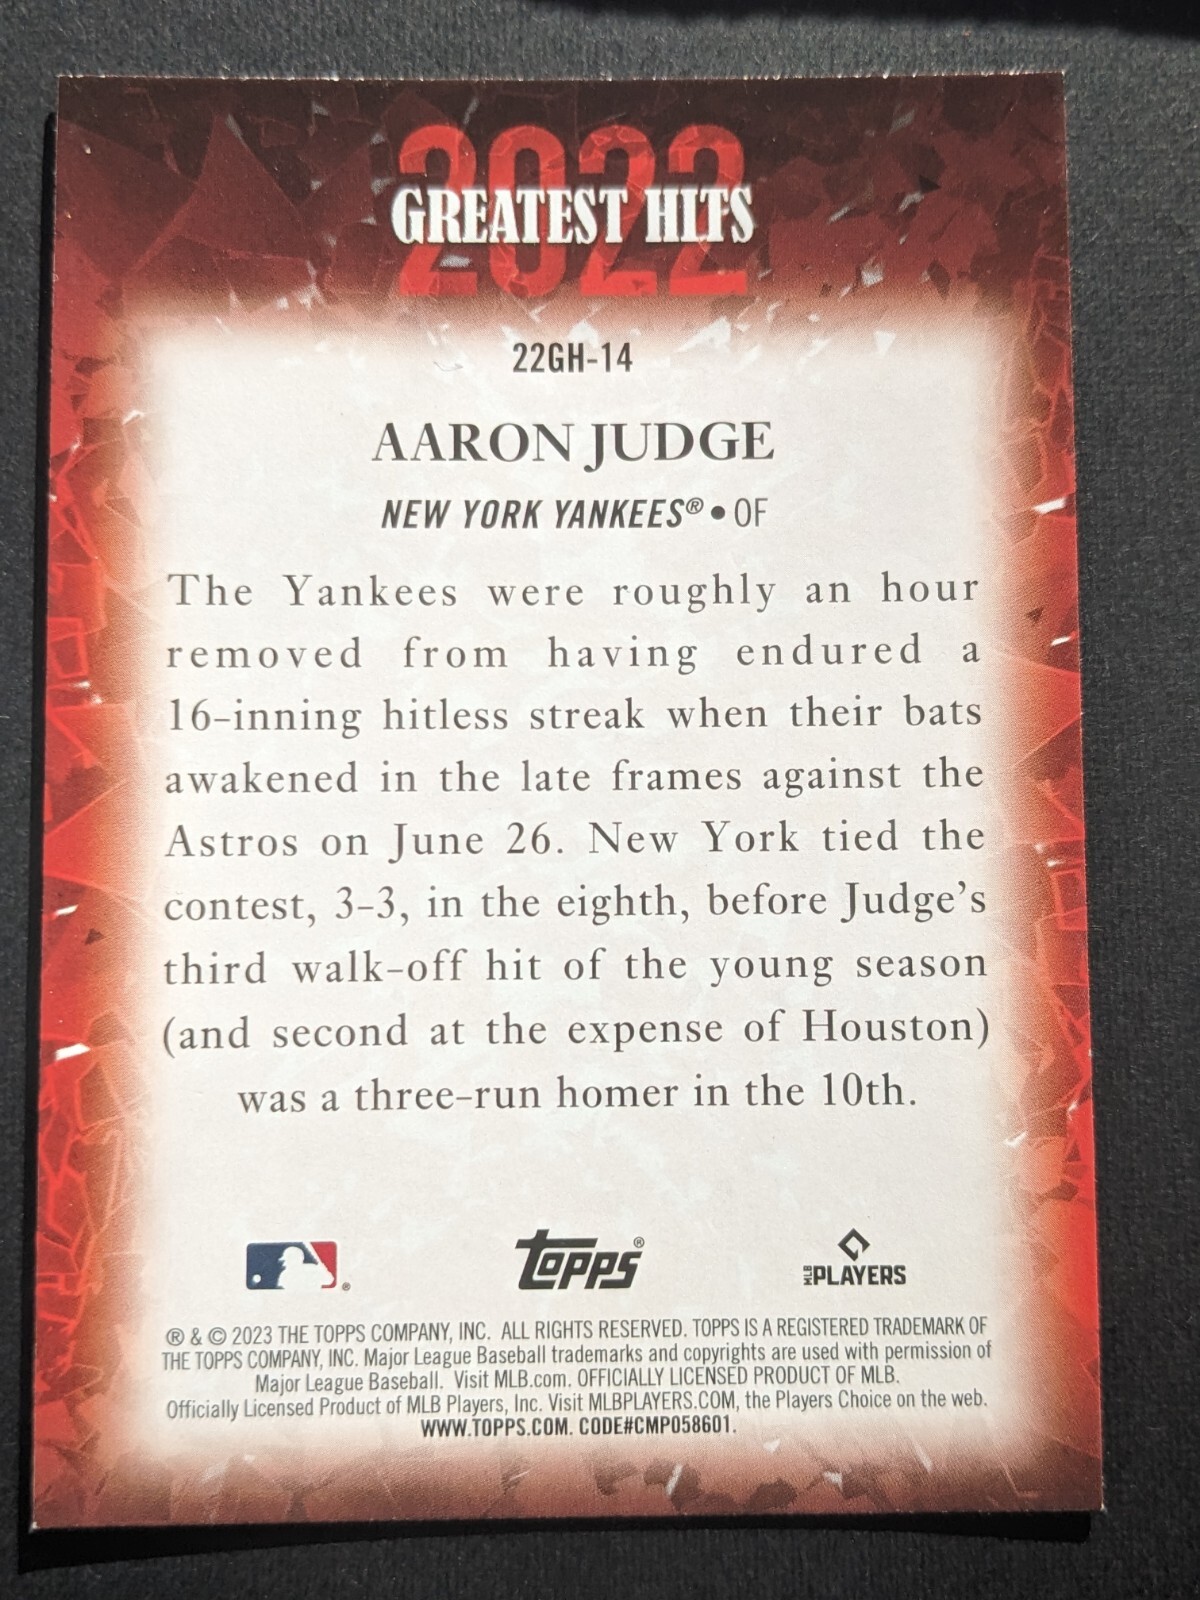 2022
GREATEST HITS
22GH-14
AARON JUDGE
NEW YORK YANKEES® • OF
The Yankees were roughly an hour
removed from having endured a
16-inning hitless streak when their bats
awakened in the late frames against the
Astros on June 26. New York tied the
contest, 3-3, in the eighth, before Judge's
third walk-off hit of the young season
(and second at the expense of Houston)
was a three-run homer in the 10th.
®
Topps®
MLB PLAYERS
® & © 2023 THE TOPPS COMPANY, INC. ALL RIGHTS RESERVED. TOPPS IS A REGISTERED TRADEMARK OF
THE TOPPS COMPANY, INC. Major League Baseball trademarks and copyrights are used with permission of
Major League Baseball. Visit MLB.com. OFFICIALLY LICENSED PRODUCT OF MLB.
Officially Licensed Product of MLB Players, Inc. Visit MLBPLAYERS.COM, the Players Choice on the web.
WWW.TOPPS.COM. CODE#CMP058601.